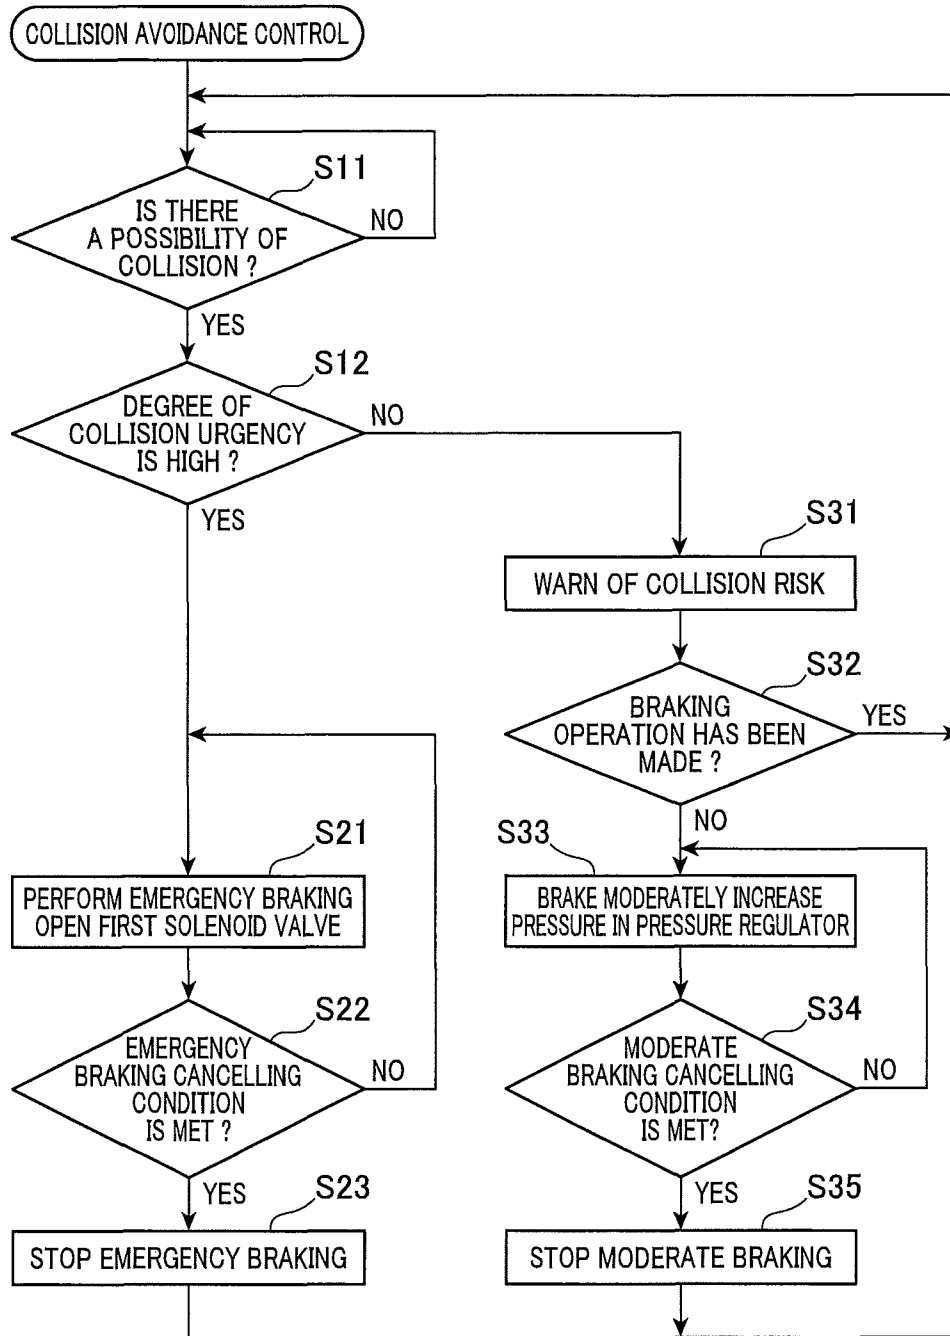 COLLISION AVOIDANCE CONTROL
S11
IS THERE
A POSSIBILITY OF
COLLISION ?
NO
YES
S12
DEGREE OF
COLLISION URGENCY
IS HIGH ?
NO
YES
S31
WARN OF COLLISION RISK
S32
BRAKING
OPERATION HAS BEEN
MADE ?
YES
NO
S21
PERFORM EMERGENCY BRAKING
OPEN FIRST SOLENOID VALVE
S33
BRAKE MODERATELY INCREASE
PRESSURE IN PRESSURE REGULATOR
S22
EMERGENCY
BRAKING CANCELLING
CONDITION
IS MET ?
NO
YES
S34
MODERATE
BRAKING CANCELLING
CONDITION
IS MET?
NO
YES
S23
STOP EMERGENCY BRAKING
S35
STOP MODERATE BRAKING